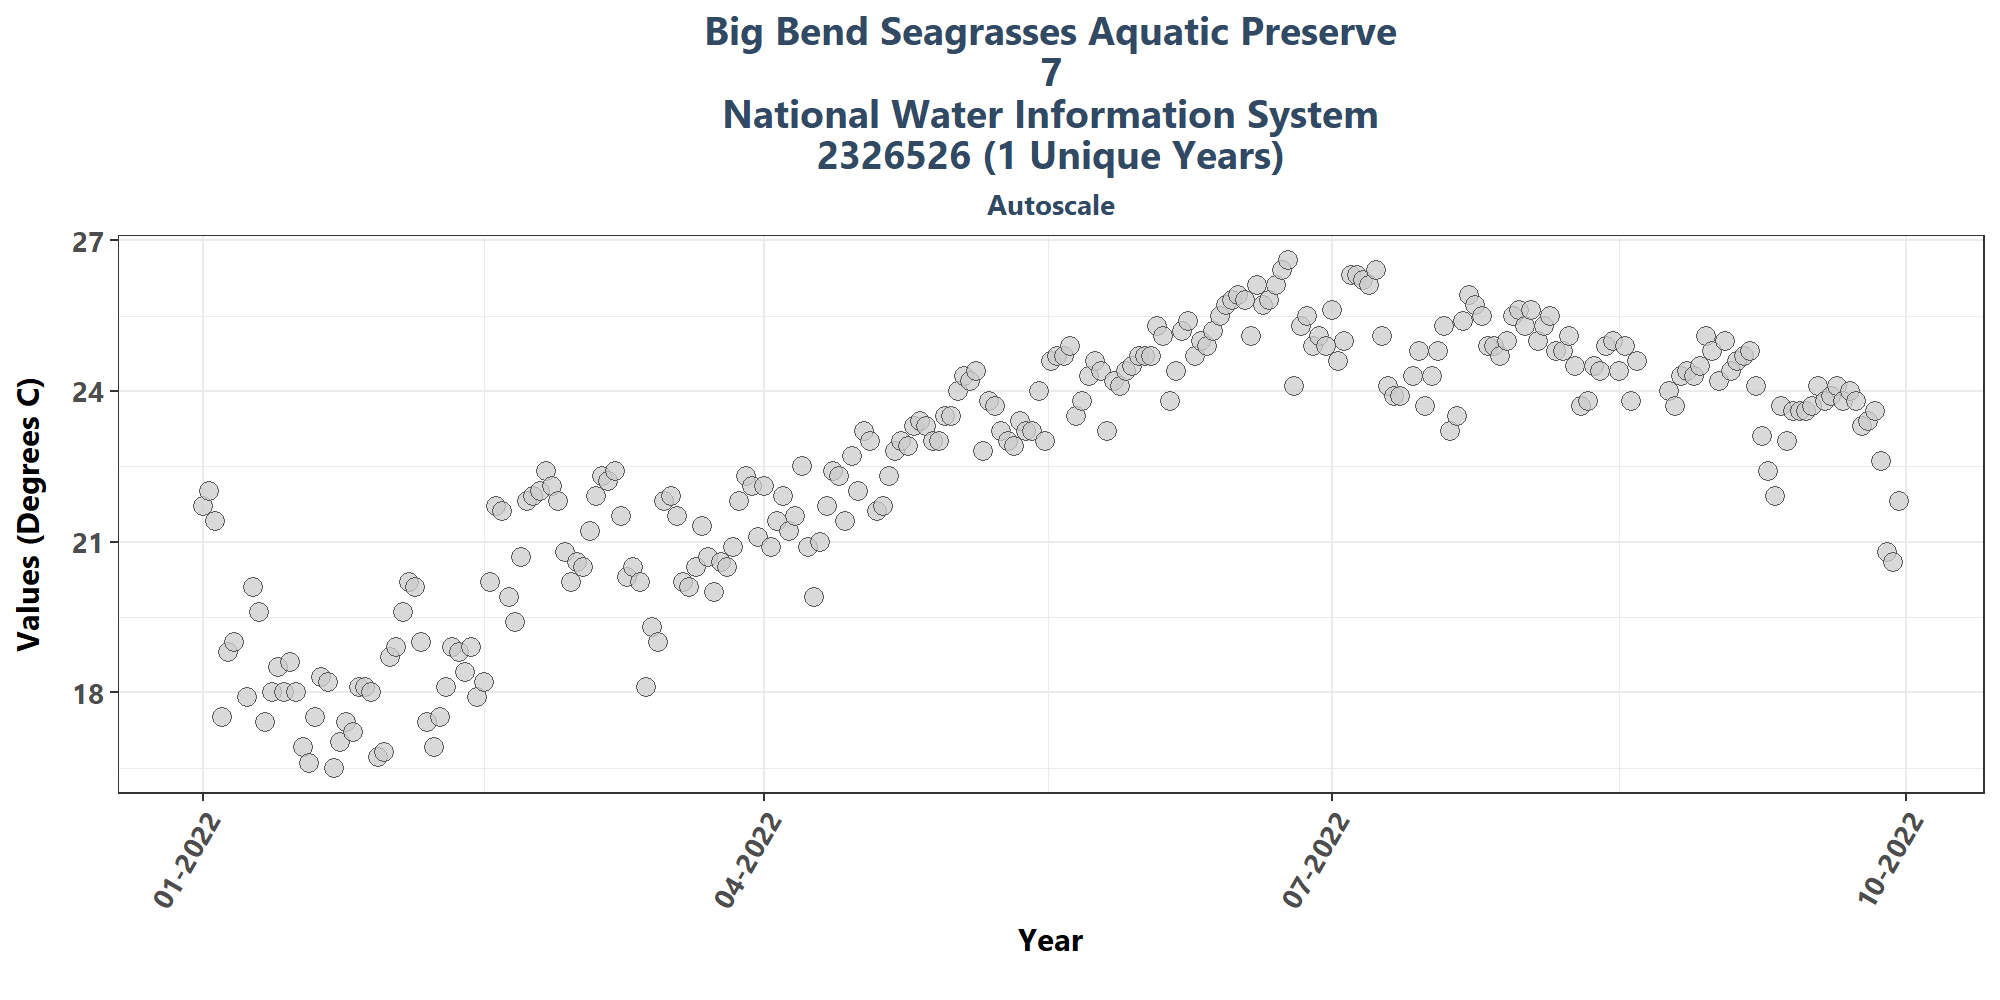 Big Bend Seagrasses Aquatic Preserve
7
National Water Information System
2326526 (1 Unique Years)
Autoscale
Values (Degrees C)
27
24
21
18
01-2022
04-2022
07-2022
10-2022
Year